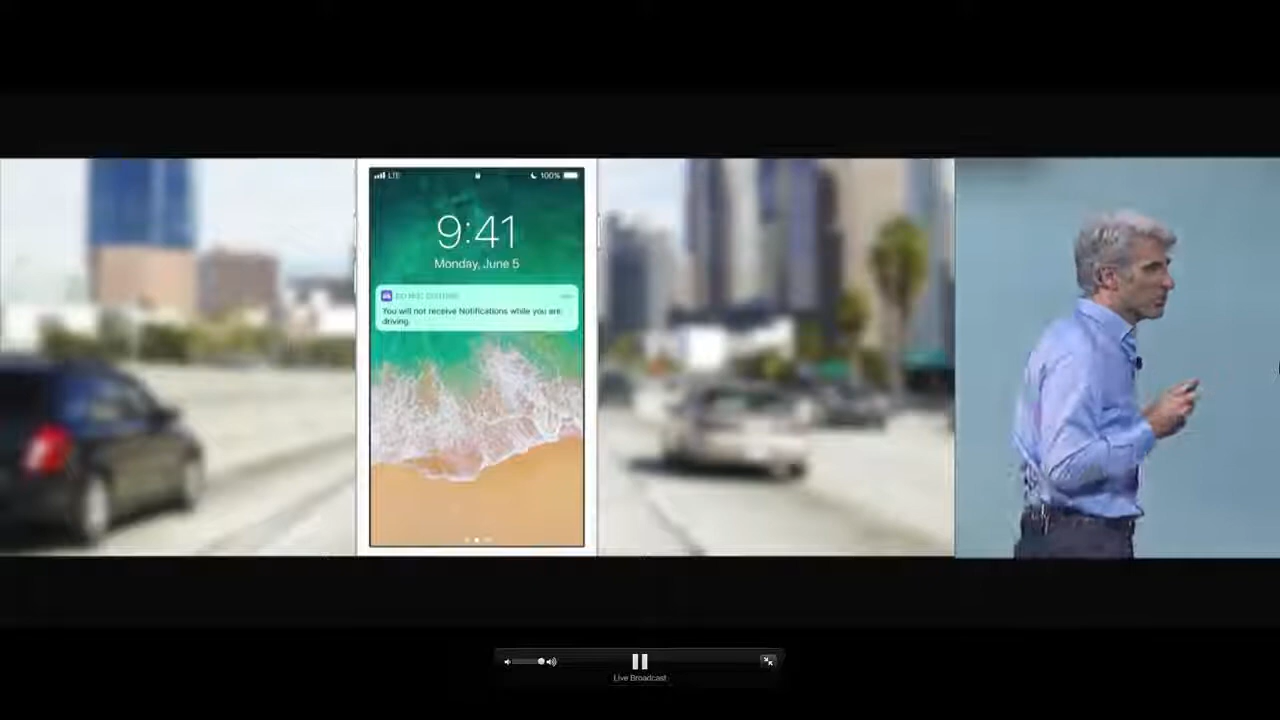 LTE
100%
9:41
Monday, June 5
You will not receive Notifications while you are
driving.
Live Broadcast